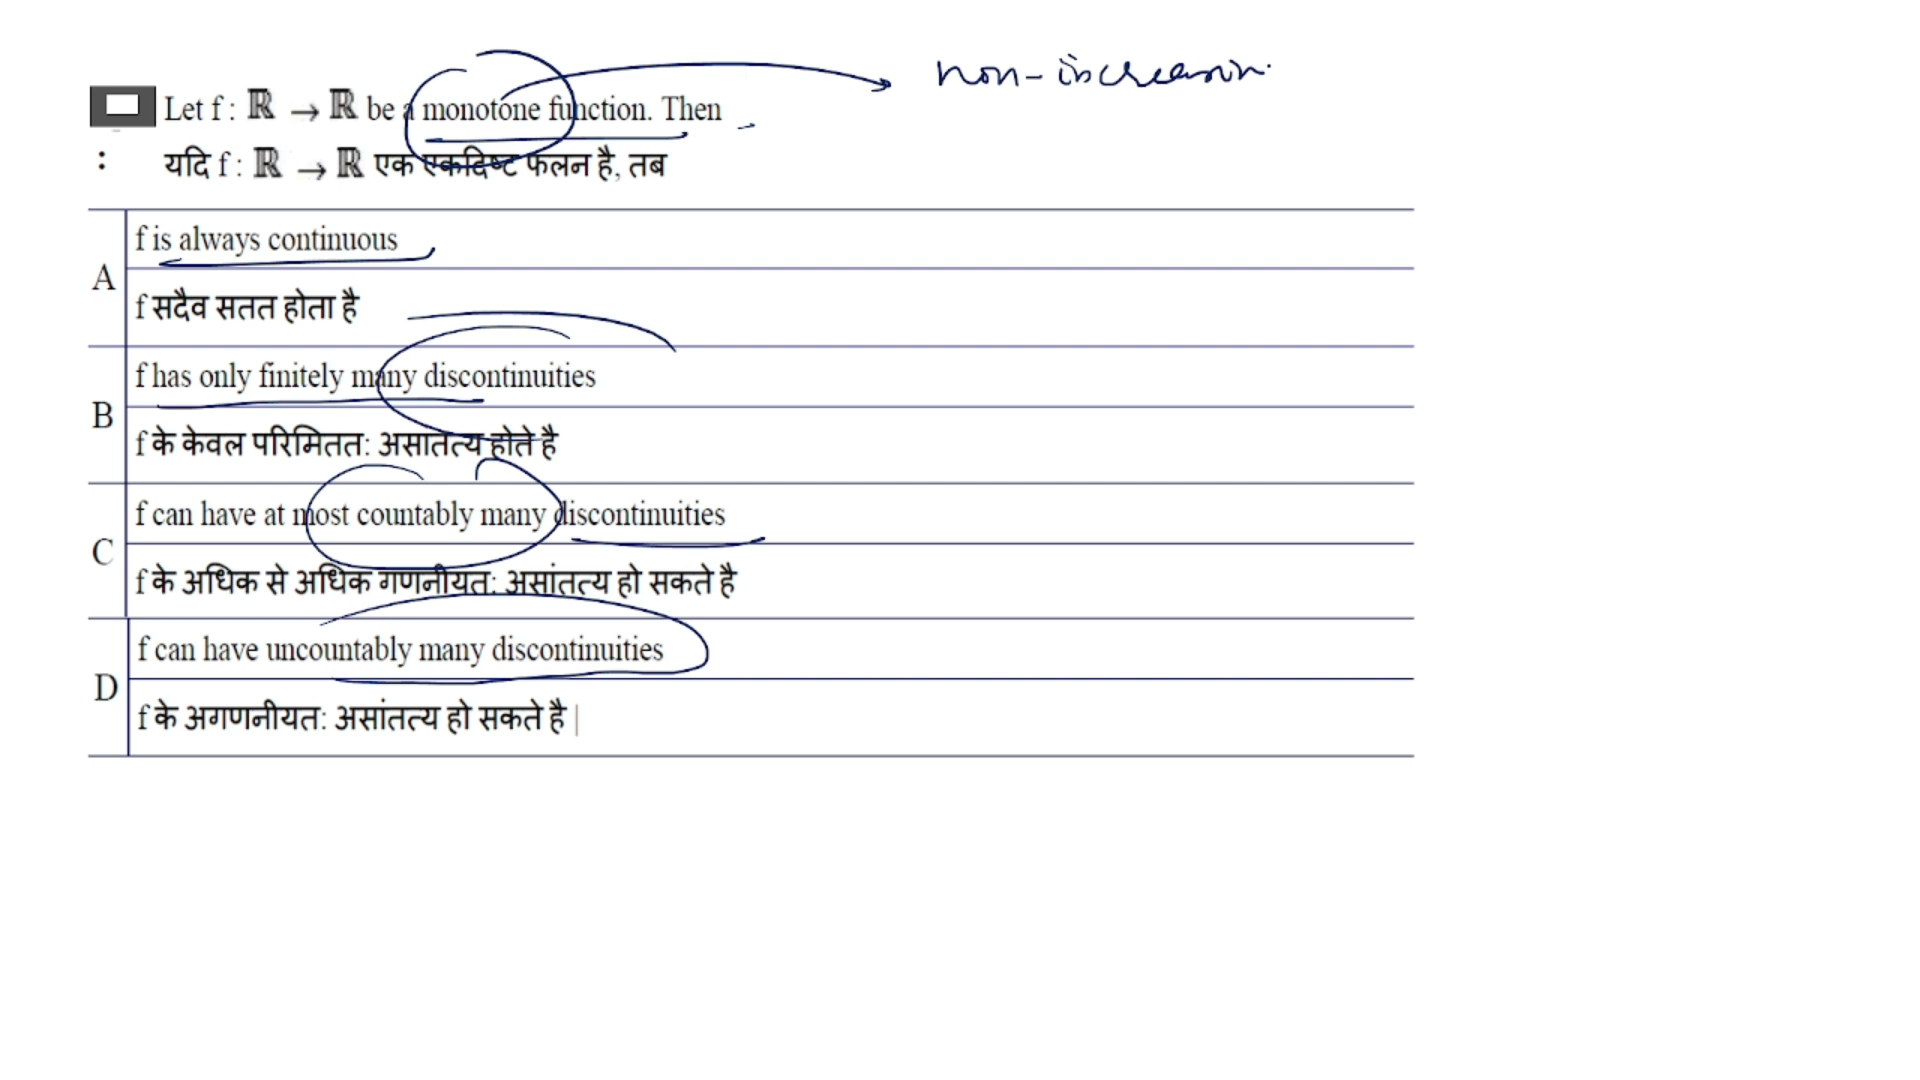 non-increasin.
Let f : ℝ → ℝ be a monotone function. Then
: यदि f : ℝ → ℝ एक एकदिष्ट फलन है, तब
A
f is always continuous
f सदैव सतत होता है
B
f has only finitely many discontinuities
f के केवल परिमितत: असातत्य होते है
C
f can have at most countably many discontinuities
f के अधिक से अधिक गणनीयत: असांतत्य हो सकते है
D
f can have uncountably many discontinuities
f के अगणनीयत: असांतत्य हो सकते है |